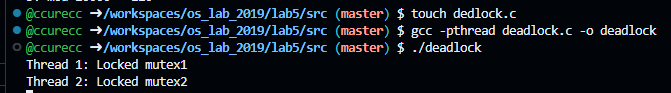 @ccurecc ➜/workspaces/os_lab_2019/lab5/src (master) $ touch dedlock.c
@ccurecc ➜/workspaces/os_lab_2019/lab5/src (master) $ gcc -pthread deadlock.c -o deadlock
@ccurecc ➜/workspaces/os_lab_2019/lab5/src (master) $ ./deadlock
Thread 1: Locked mutex1
Thread 2: Locked mutex2